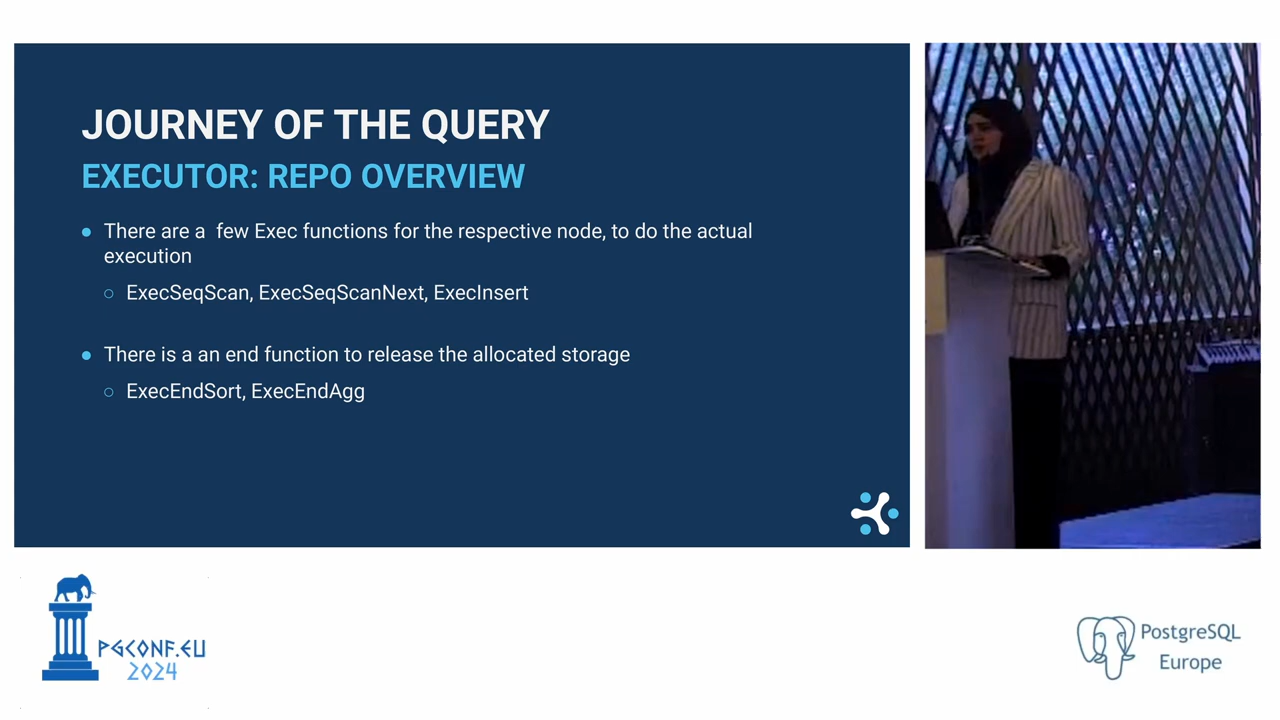 JOURNEY OF THE QUERY
EXECUTOR: REPO OVERVIEW
There are a few Exec functions for the respective node, to do the actual
execution
ExecSeqScan, ExecSeqScanNext, ExecInsert
There is a an end function to release the allocated storage
ExecEndSort, ExecEndAgg
PGCONF.EU
2024
PostgreSQL
Europe